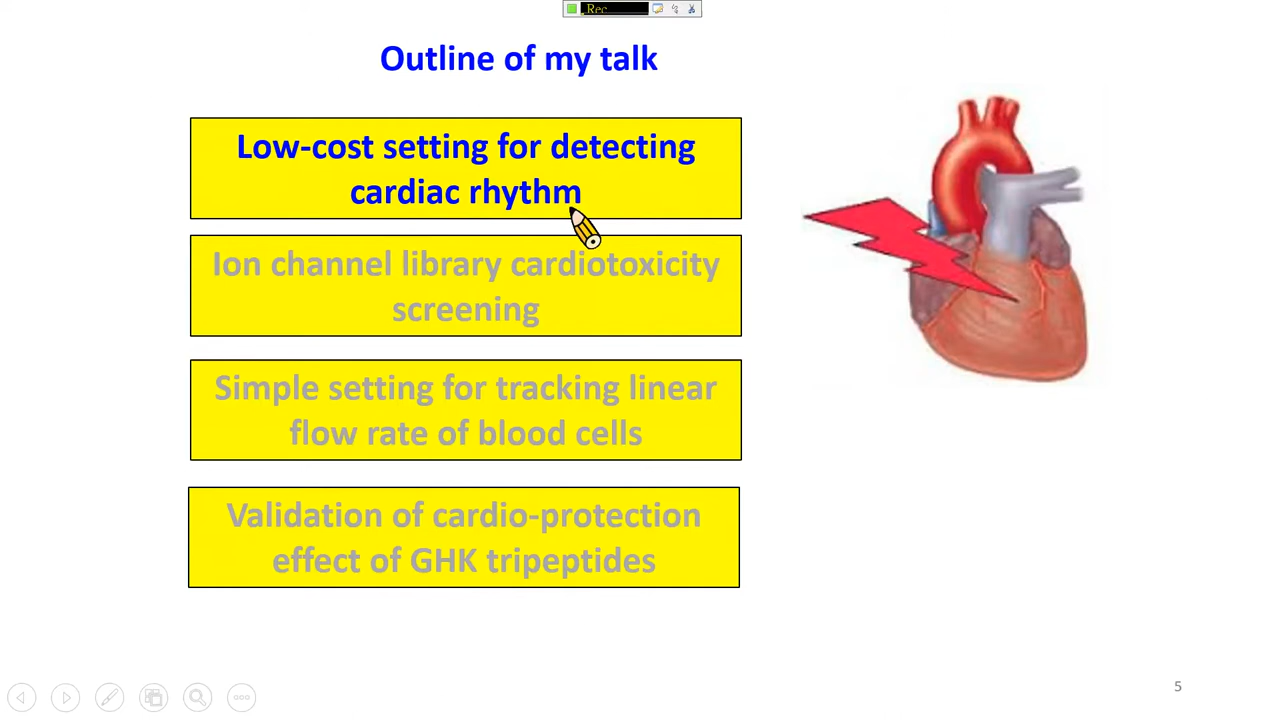 Rec
Outline of my talk
Low-cost setting for detecting
cardiac rhythm
Ion channel library cardiotoxicity
screening
Simple setting for tracking linear
flow rate of blood cells
Validation of cardio-protection
effect of GHK tripeptides
5